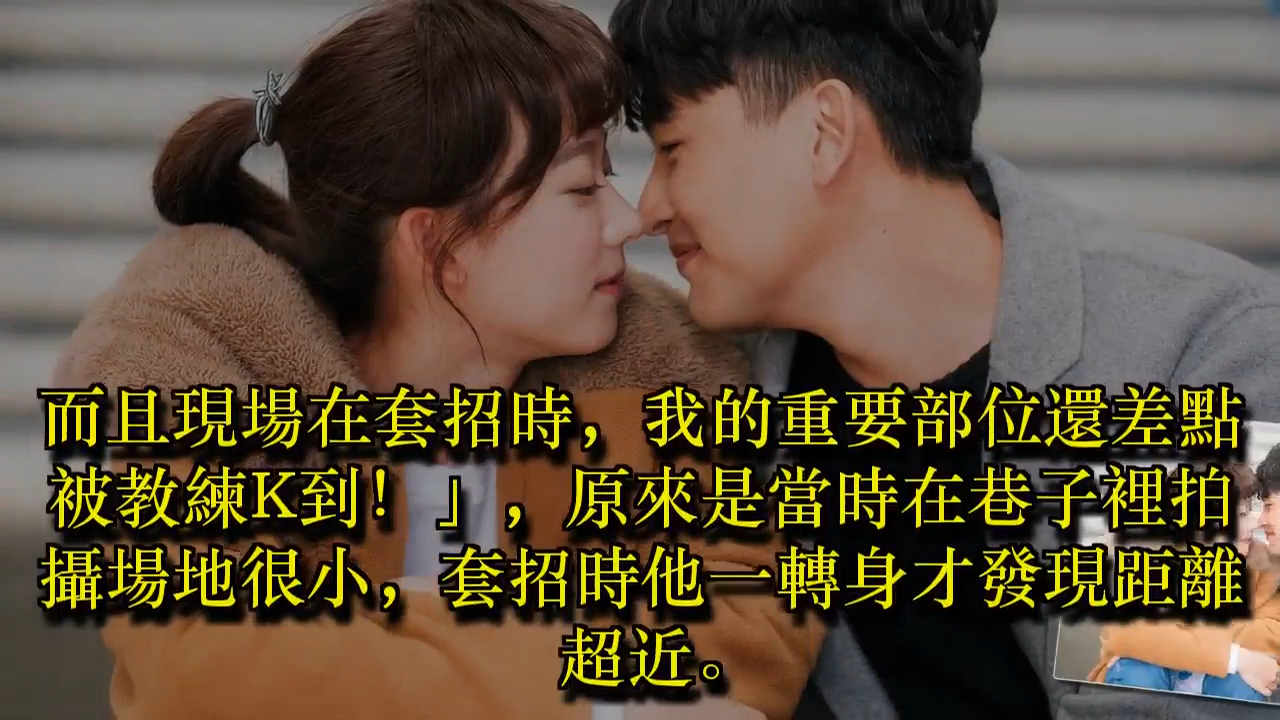 而且現場在套招時，我的重要部位還差點
被教練K到！」，原來是當時在巷子裡拍
攝場地很小，套招時他一轉身才發現距離
超近。